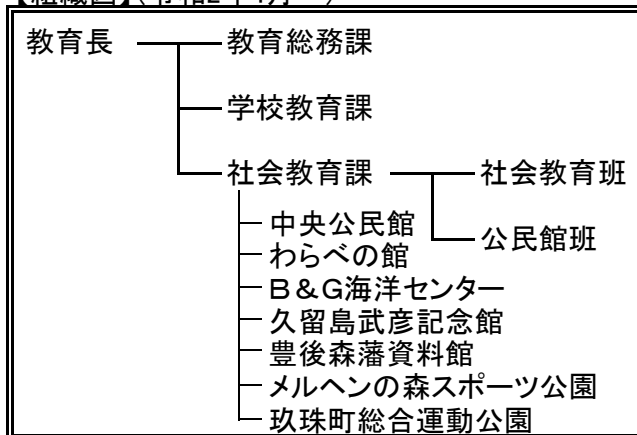 教育長 教育総務課
学校教育課
社会教育課 社会教育班
公民館班
中央公民館
わらべの館
B&G海洋センター
久留島武彦記念館
豊後森藩資料館
メルヘンの森スポーツ公園
玖珠町総合運動公園